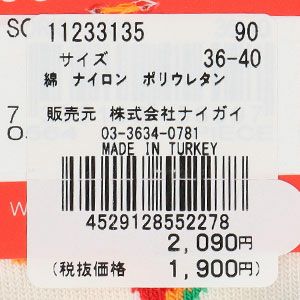 SC 11233135 90
サイズ 36-40
綿 ナイロン ポリウレタン
7 販売元 株式会社ナイガイ
03-3634-0781
MADE IN TURKEY
4529128552278
2,090円
(税抜価格 1,900円)